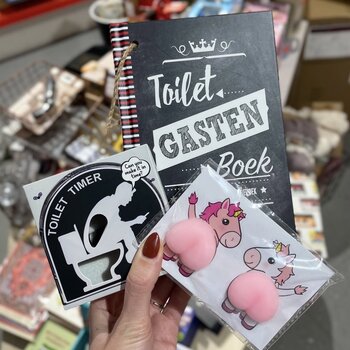 Toilet
GASTEN
Boek
TOILET TIMER
Can you
make it in
time?